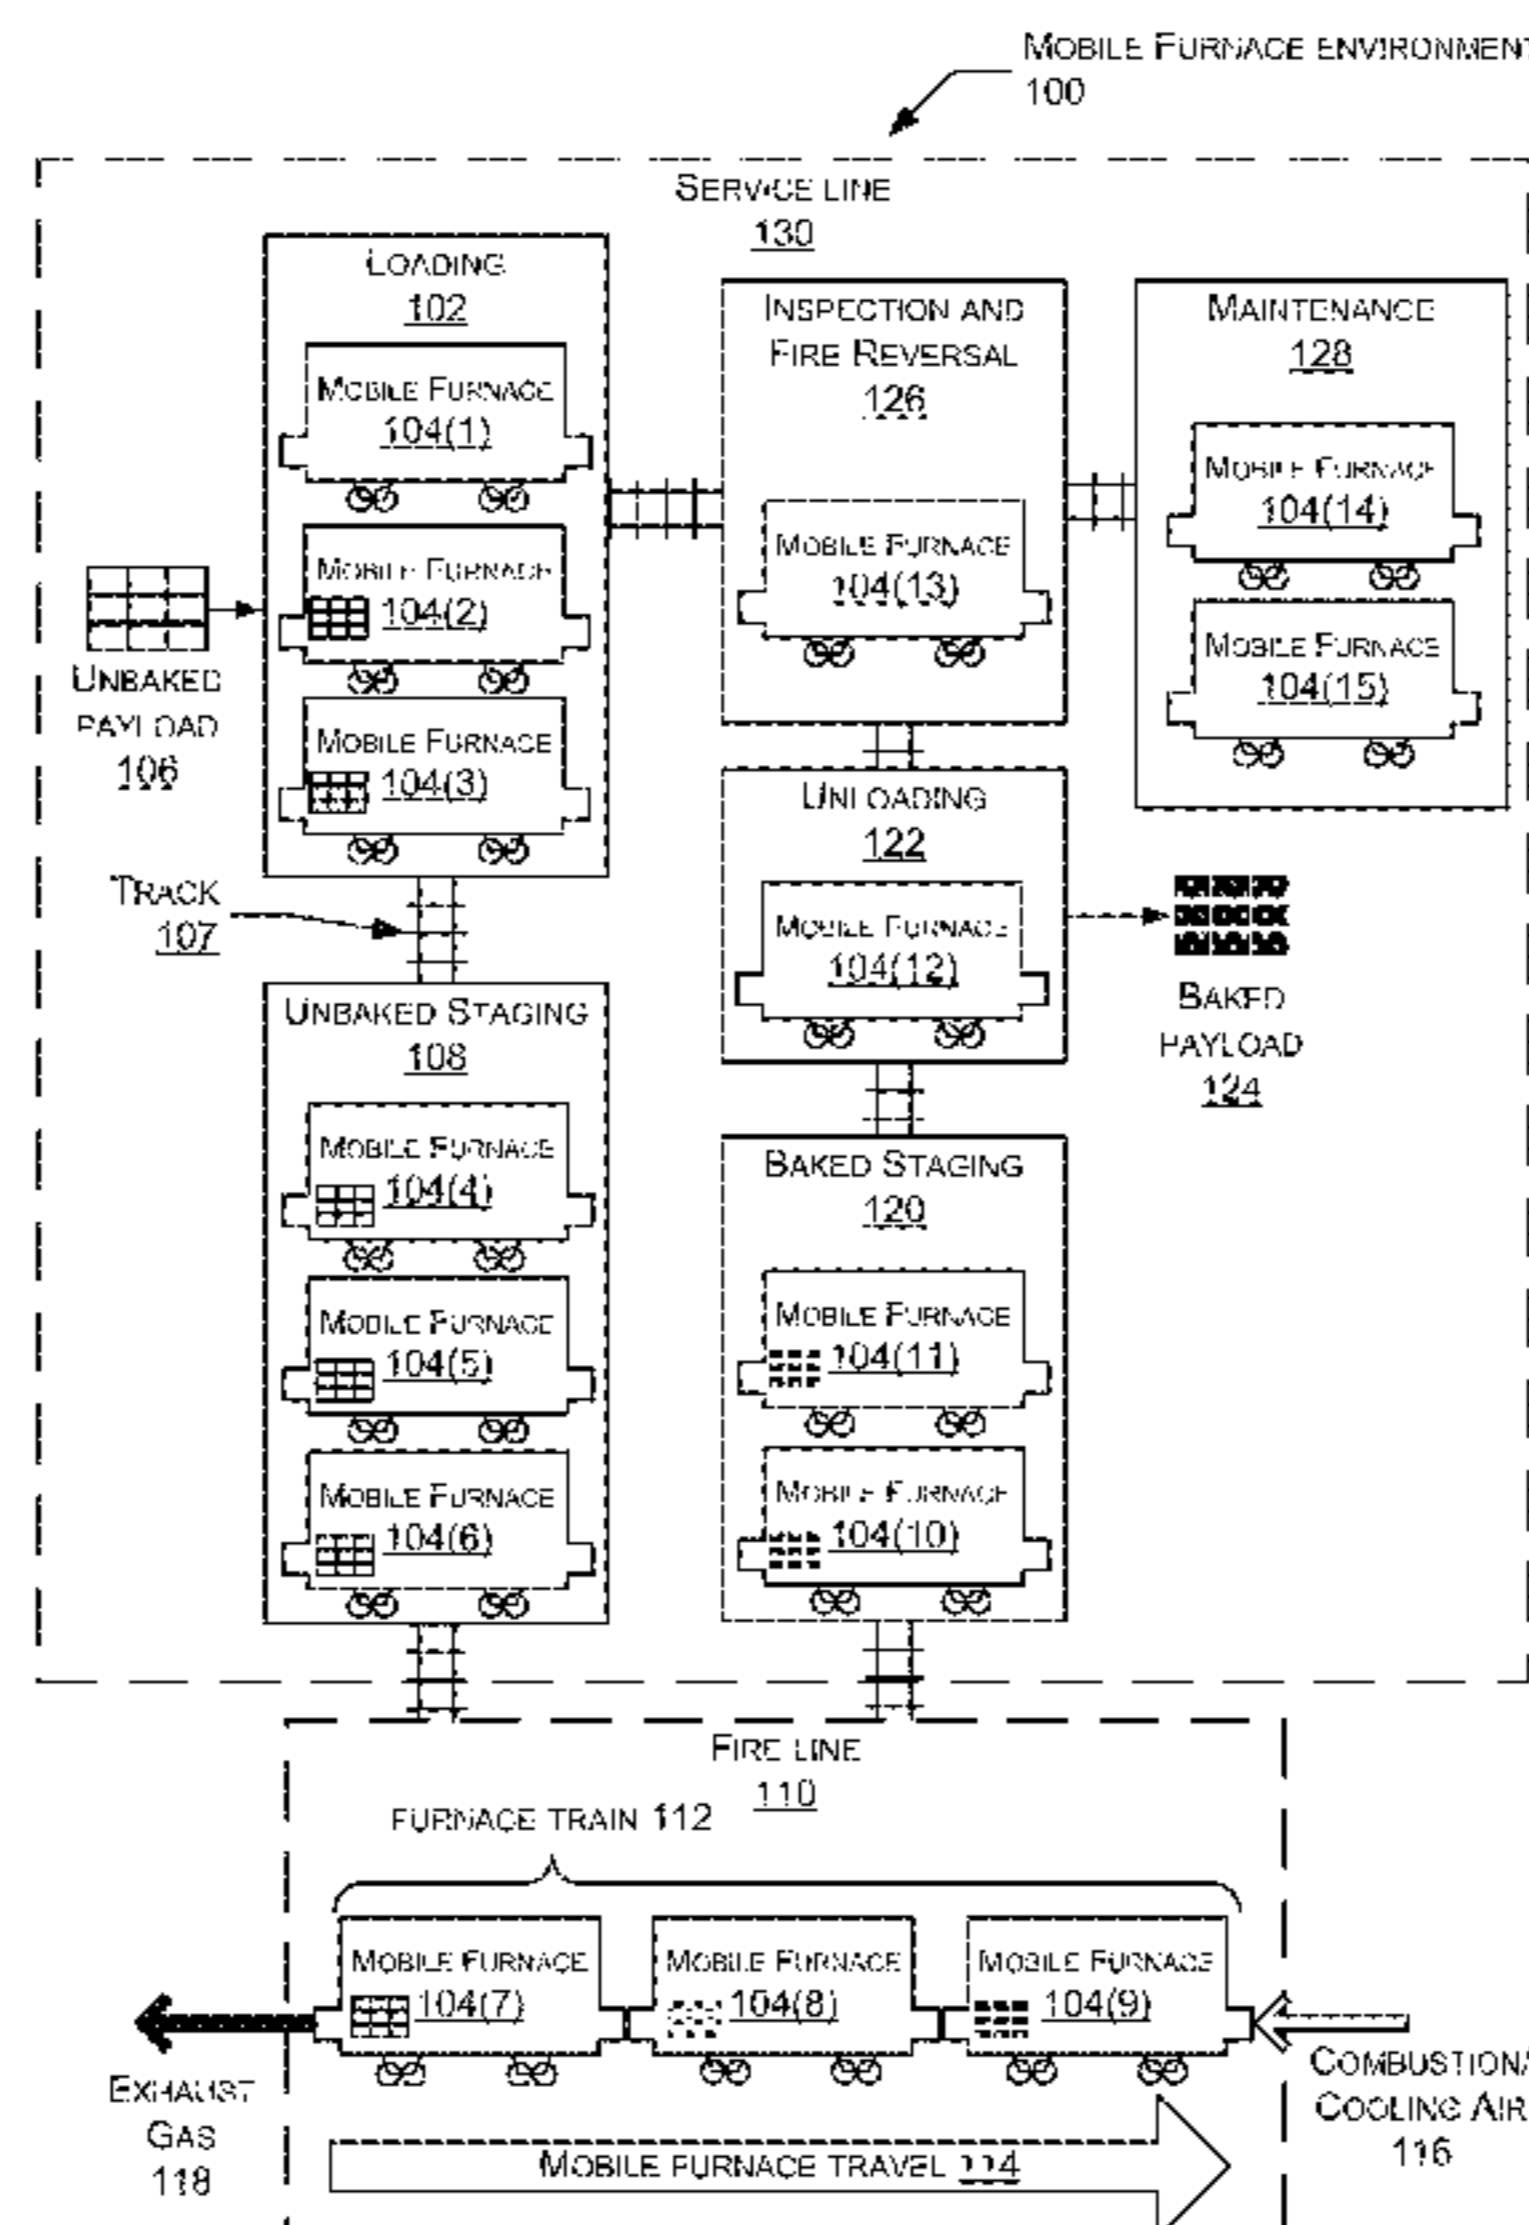 MOBILE FURNACE ENVIRONMENT
100
SERVICE LINE
130
LOADING
102
MOBILE FURNACE
104(1)
MOBILE FURNACE
104(2)
MOBILE FURNACE
104(3)
UNBAKED
PAYLOAD
106
INSPECTION AND
FIRE REVERSAL
126
MOBILE FURNACE
104(13)
MAINTENANCE
128
MOBILE FURNACE
104(14)
MOBILE FURNACE
104(15)
TRACK
107
UNLOADING
122
MOBILE FURNACE
104(12)
BAKED
PAYLOAD
124
UNBAKED STAGING
108
MOBILE FURNACE
104(4)
MOBILE FURNACE
104(5)
MOBILE FURNACE
104(6)
BAKED STAGING
120
MOBILE FURNACE
104(11)
MOBILE FURNACE
104(10)
FIRE LINE
110
FURNACE TRAIN 112
MOBILE FURNACE
104(7)
MOBILE FURNACE
104(8)
MOBILE FURNACE
104(9)
EXHAUST
GAS
118
COMBUSTION/
COOLING AIR
116
MOBILE FURNACE TRAVEL 114